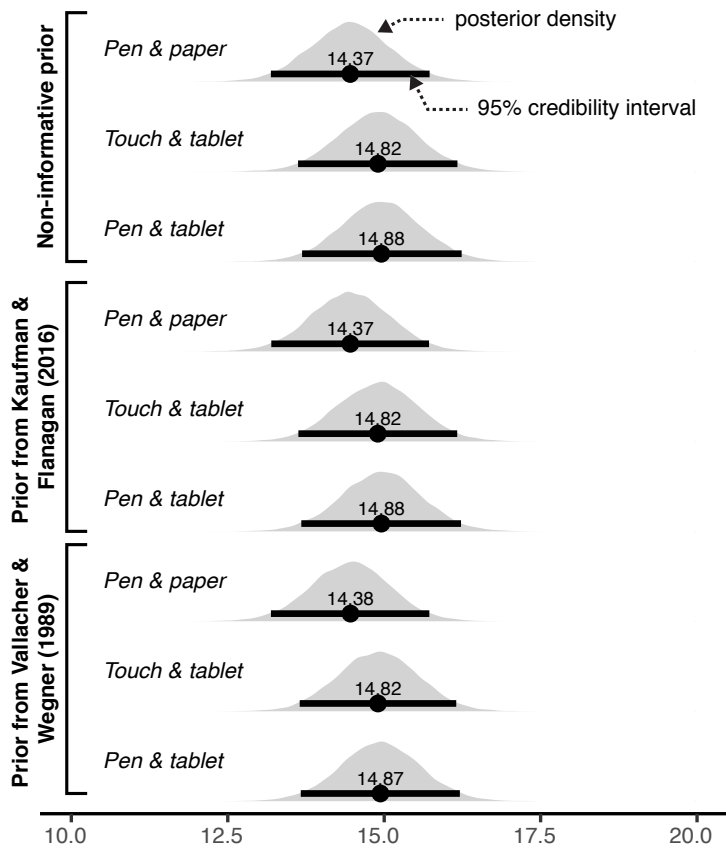 Non-informative prior
Pen & paper
14.37
posterior density
95% credibility interval
Touch & tablet
14.82
Pen & tablet
14.88
Prior from Kaufman &
Flanagan (2016)
Pen & paper
14.37
Touch & tablet
14.82
Pen & tablet
14.88
Prior from Vallacher &
Wegner (1989)
Pen & paper
14.38
Touch & tablet
14.82
Pen & tablet
14.87
10.0 12.5 15.0 17.5 20.0